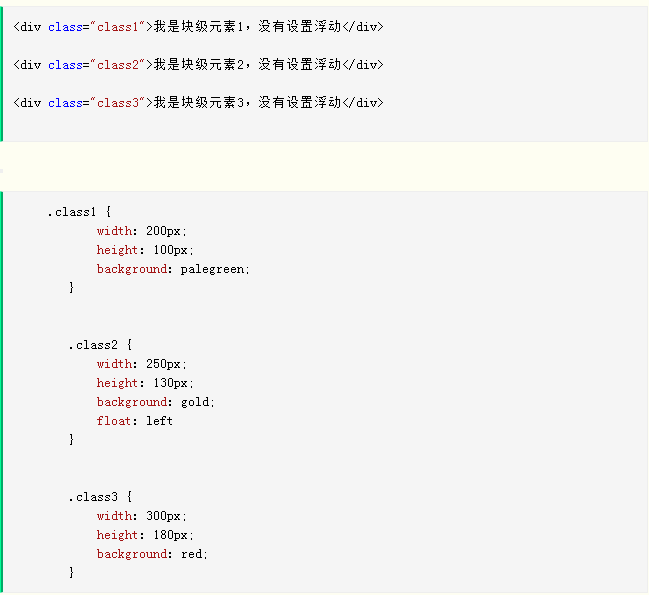 <div class="class1">我是块级元素1，没有设置浮动</div>
<div class="class2">我是块级元素2，没有设置浮动</div>
<div class="class3">我是块级元素3，没有设置浮动</div>
.class1 {
width: 200px;
height: 100px;
background: palegreen;
}
.class2 {
width: 250px;
height: 130px;
background: gold;
float: left
}
.class3 {
width: 300px;
height: 180px;
background: red;
}